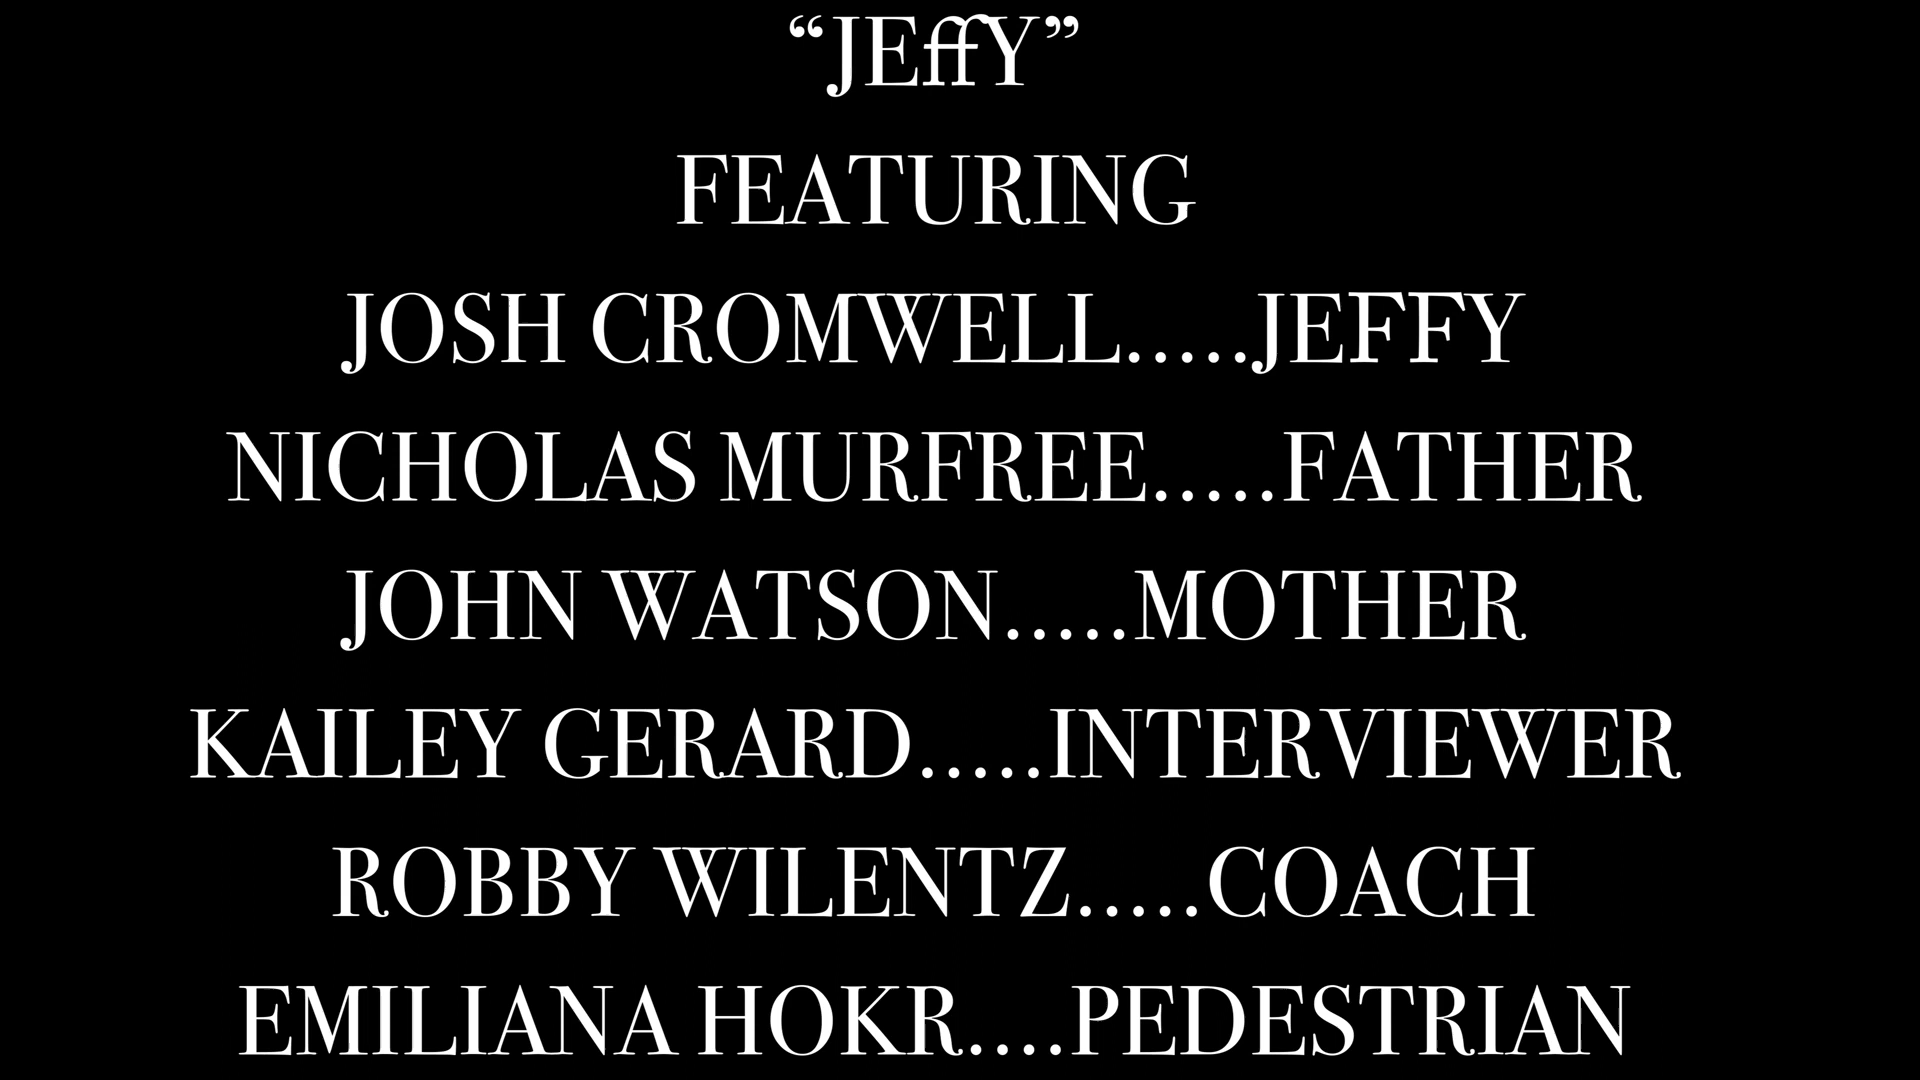 “JEffY”
FEATURING
JOSH CROMWELL.....JEFFY
NICHOLAS MURFREE.....FATHER
JOHN WATSON.....MOTHER
KAILEY GERARD.....INTERVIEWER
ROBBY WILENTZ.....COACH
EMILIANA HOKR....PEDESTRIAN